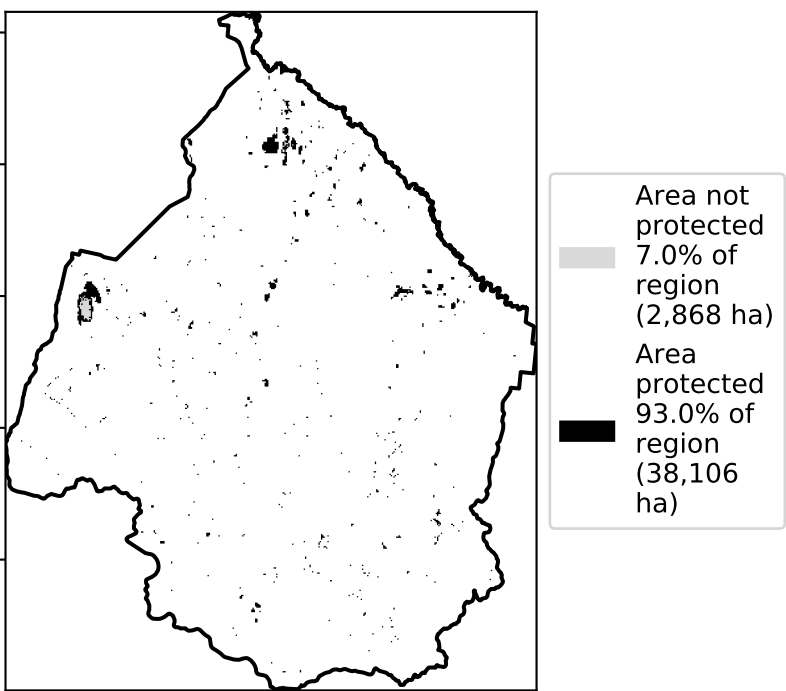 Area not
protected
7.0% of
region
(2,868 ha)
Area
protected
93.0% of
region
(38,106
ha)